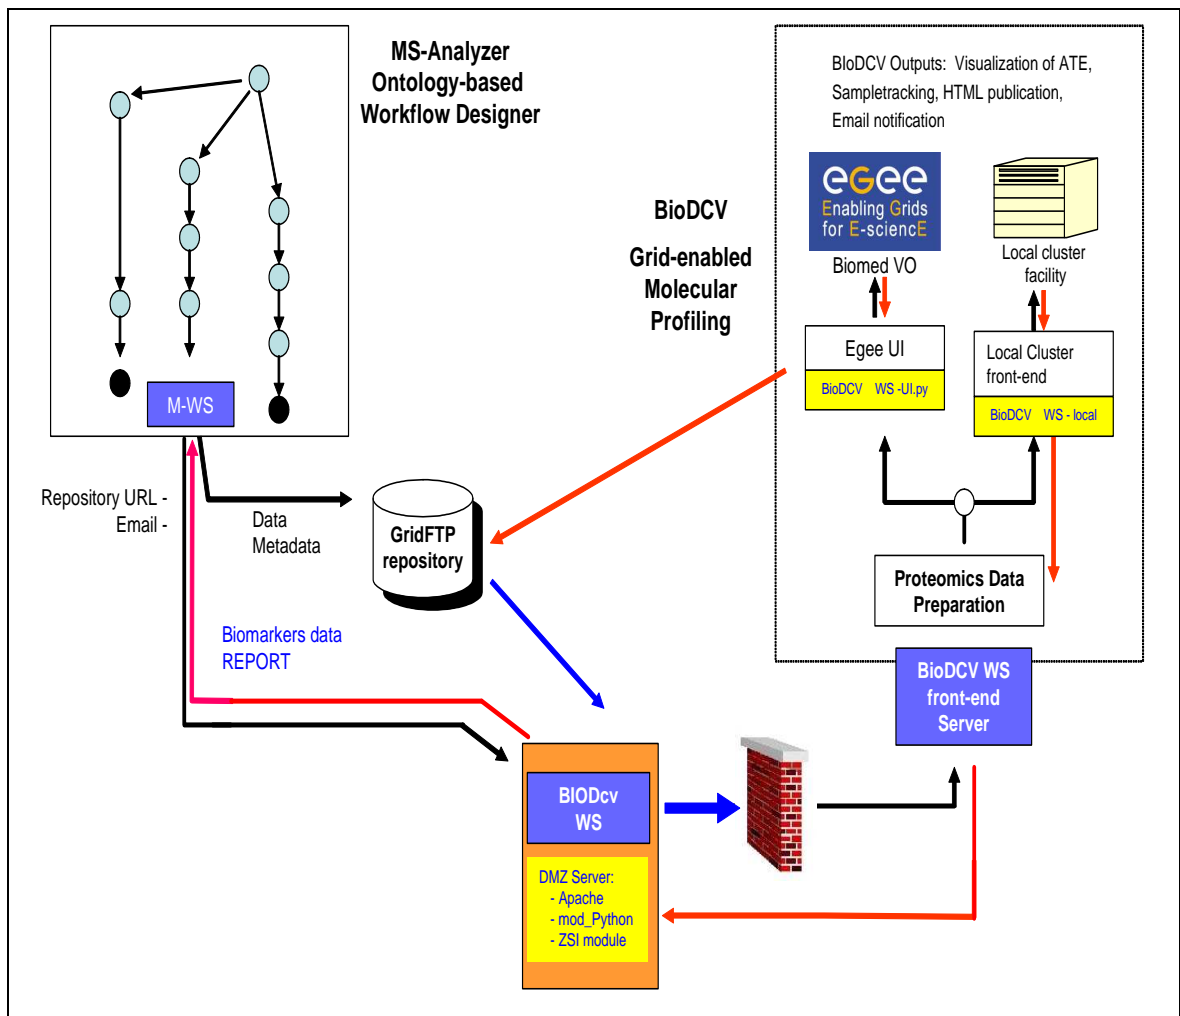 MS-Analyzer
Ontology-based
Workflow Designer
M-WS
Repository URL -
Email -
Data
Metadata
GridFTP
repository
Biomarkers data
REPORT
BioDCV
Grid-enabled
Molecular
Profiling
BIoDCV Outputs: Visualization of ATE,
Sampletracking, HTML publication,
Email notification
eGee
Enabling Grids
for E-sciencE
Biomed VO
Local cluster
facility
Egee UI
BioDCV WS -UI.py
Local Cluster
front-end
BioDCV WS - local
Proteomics Data
Preparation
BioDCV WS
front-end
Server
BIODcv
WS
DMZ Server:
- Apache
- mod_Python
- ZSI module